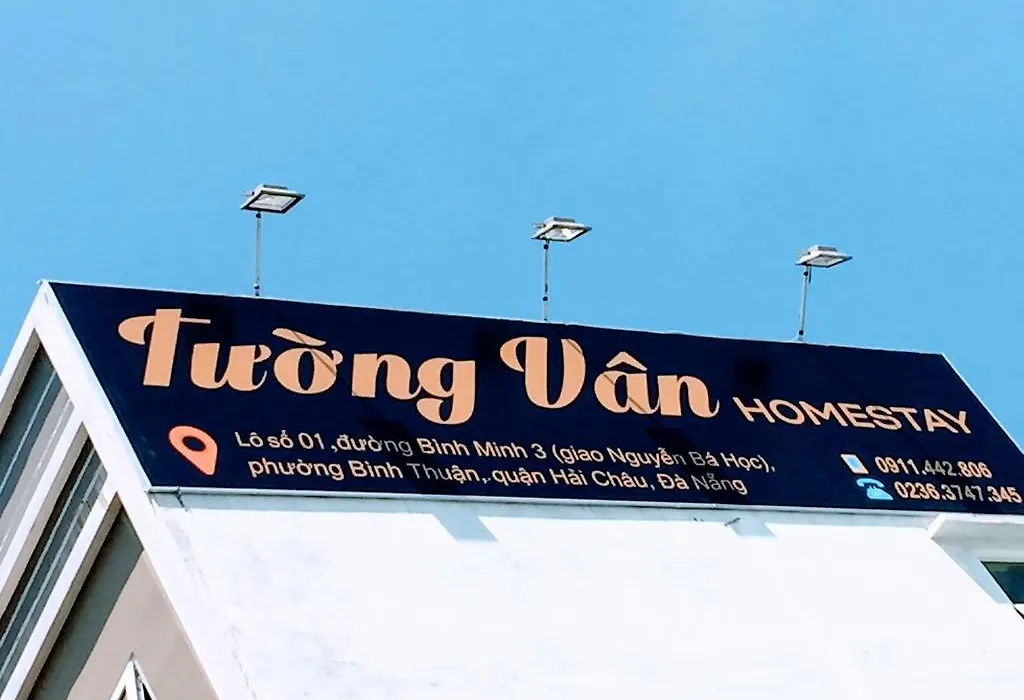 Tường Vân HOMESTAY
Lô số 01 ,đường Bình Minh 3 (giao Nguyễn Bá Học),
phường Bình Thuận, quận Hải Châu, Đà Nẵng
0911.442.806
0236.3747.345